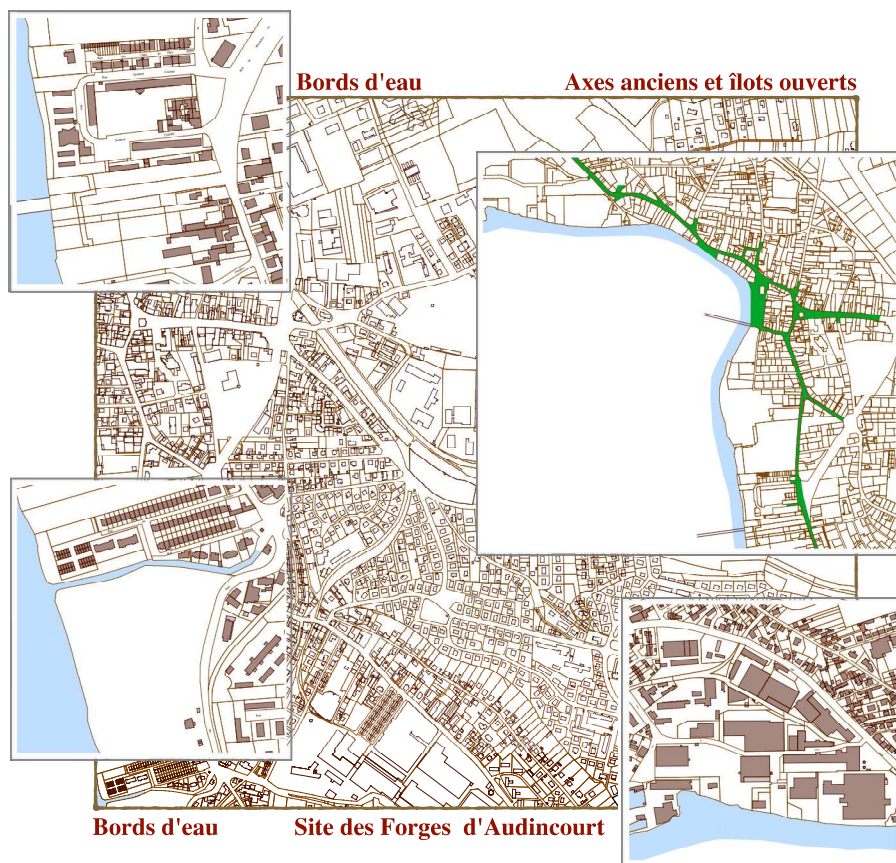 Bords d'eau
Axes anciens et îlots ouverts
Bords d'eau
Site des Forges d'Audincourt